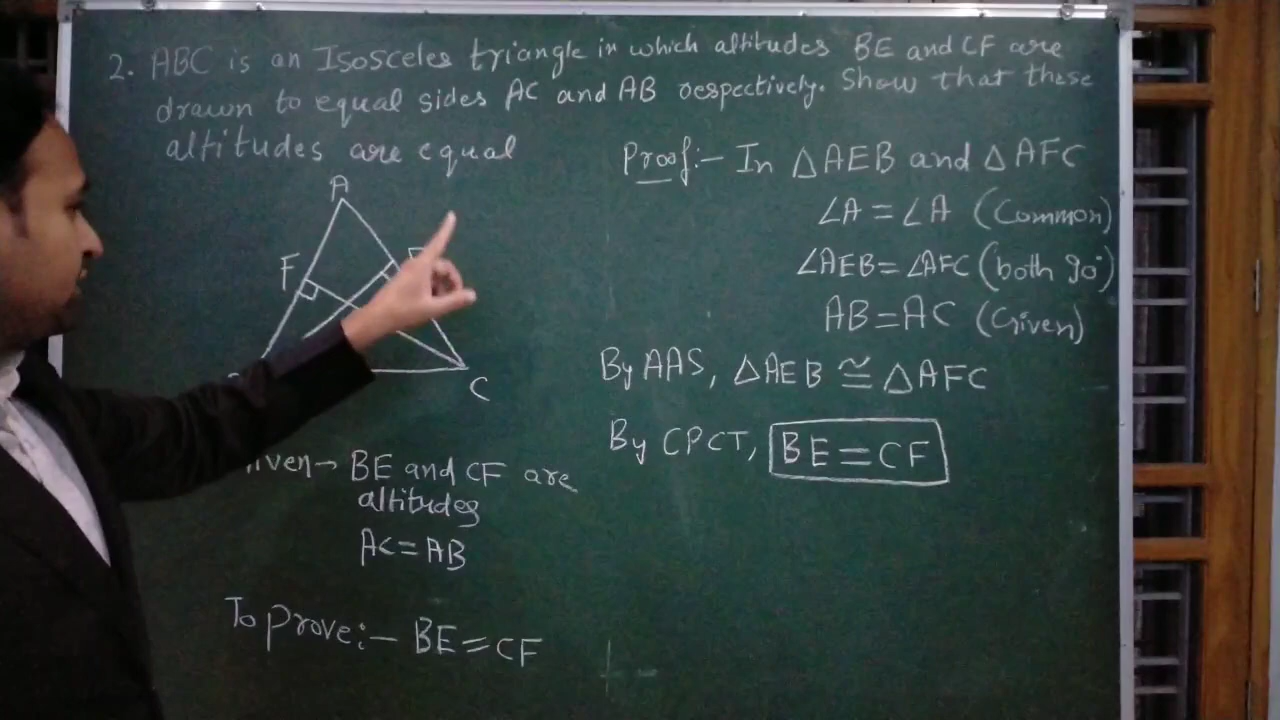 2. ABC is an Isosceles triangle in which altitudes BE and CF are
drawn to equal sides AC and AB respectively. Show that these
altitudes are equal
A
F
C
Given→ BE and CF are
altitudes
AC=AB
To prove:- BE=CF
Proof:- In △AEB and △AFC
∠A=∠A (Common)
∠AEB=∠AFC (both 90°)
AB=AC (Given)
By AAS, △AEB ≅ △AFC
By CPCT, BE=CF